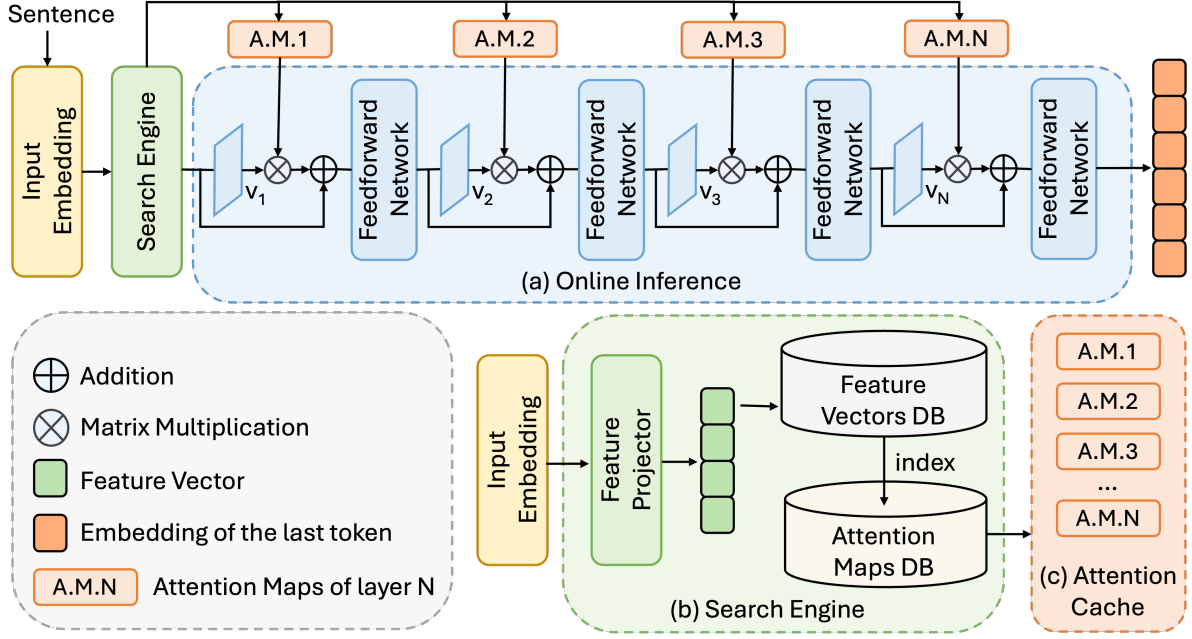 Sentence
A.M.1
A.M.2
A.M.3
A.M.N
Input
Embedding
Search Engine
v1
Feedforward
Network
v2
Feedforward
Network
v3
Feedforward
Network
vN
Feedforward
Network
(a) Online Inference
Addition
Matrix Multiplication
Feature Vector
Embedding of the last token
A.M.N
Attention Maps of layer N
Input
Embedding
Feature
Projector
Feature
Vectors DB
index
Attention
Maps DB
(b) Search Engine
A.M.1
A.M.2
A.M.3
...
A.M.N
(c) Attention
Cache